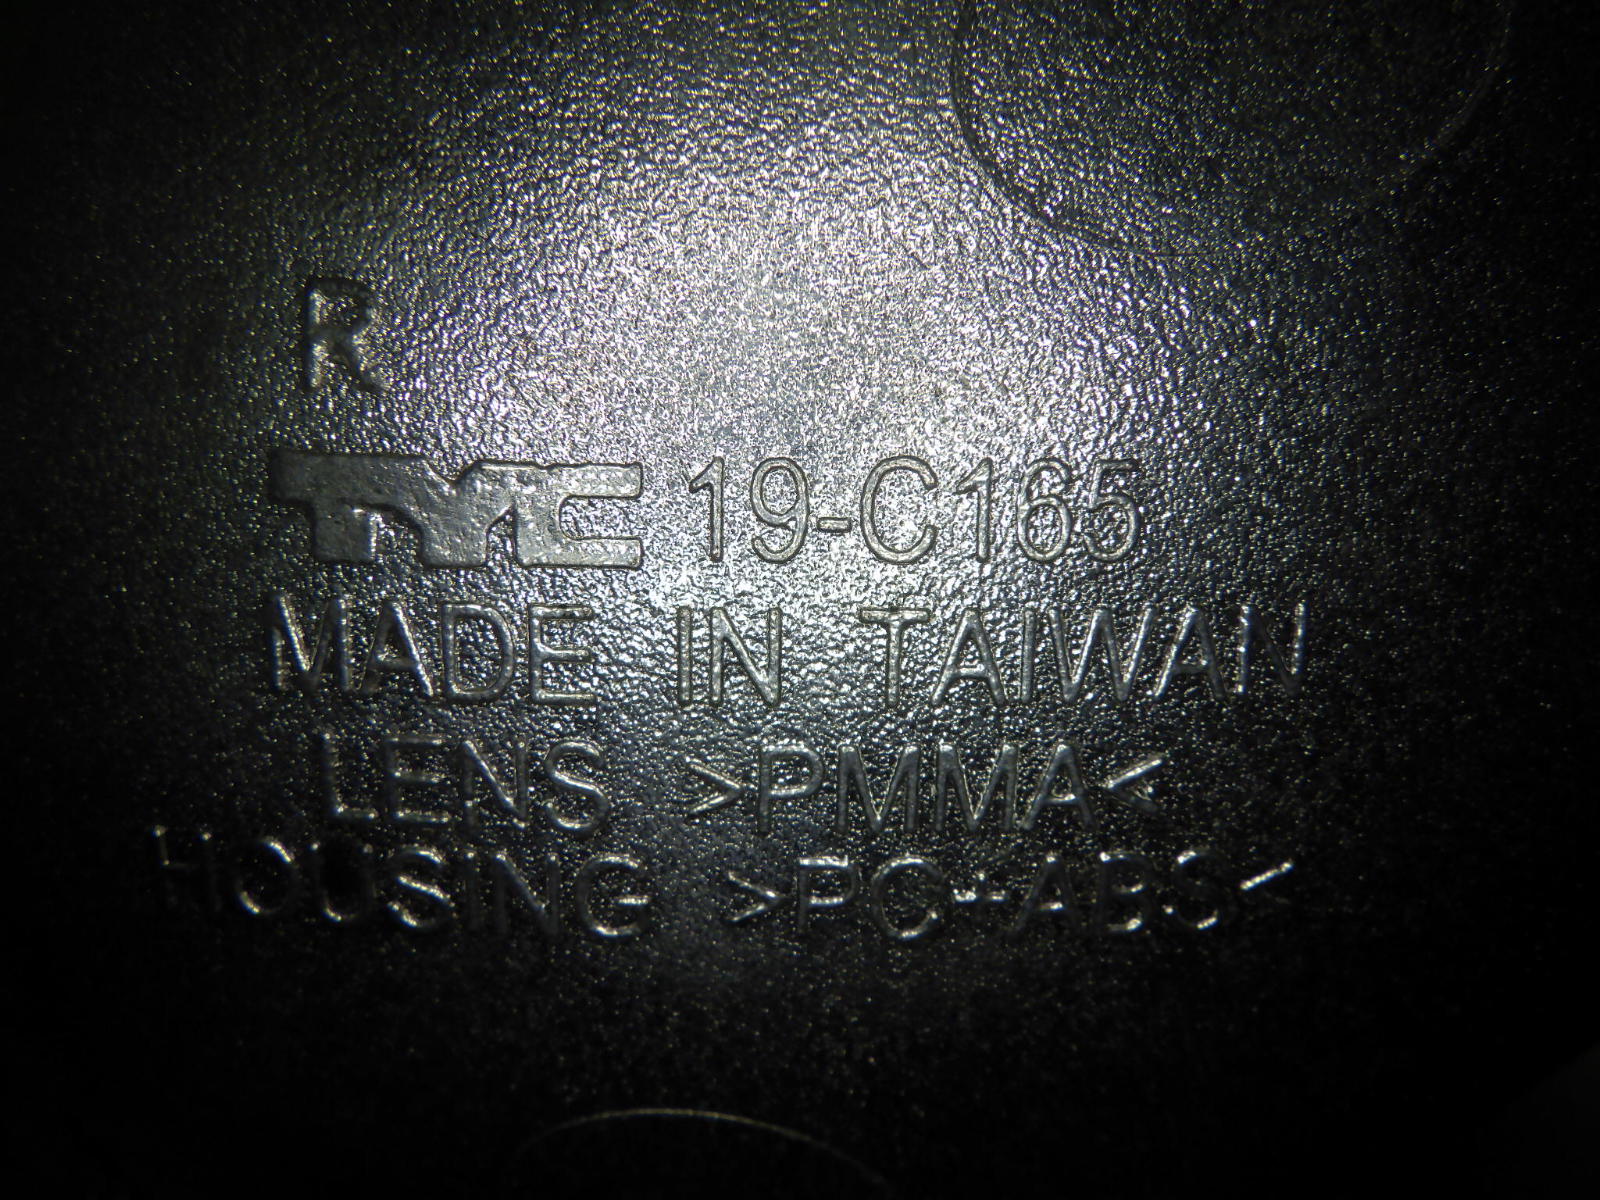 R
TYC 19-C165
MADE IN TAIWAN
LENS >PMMA<
HOUSING >PC+ABS<